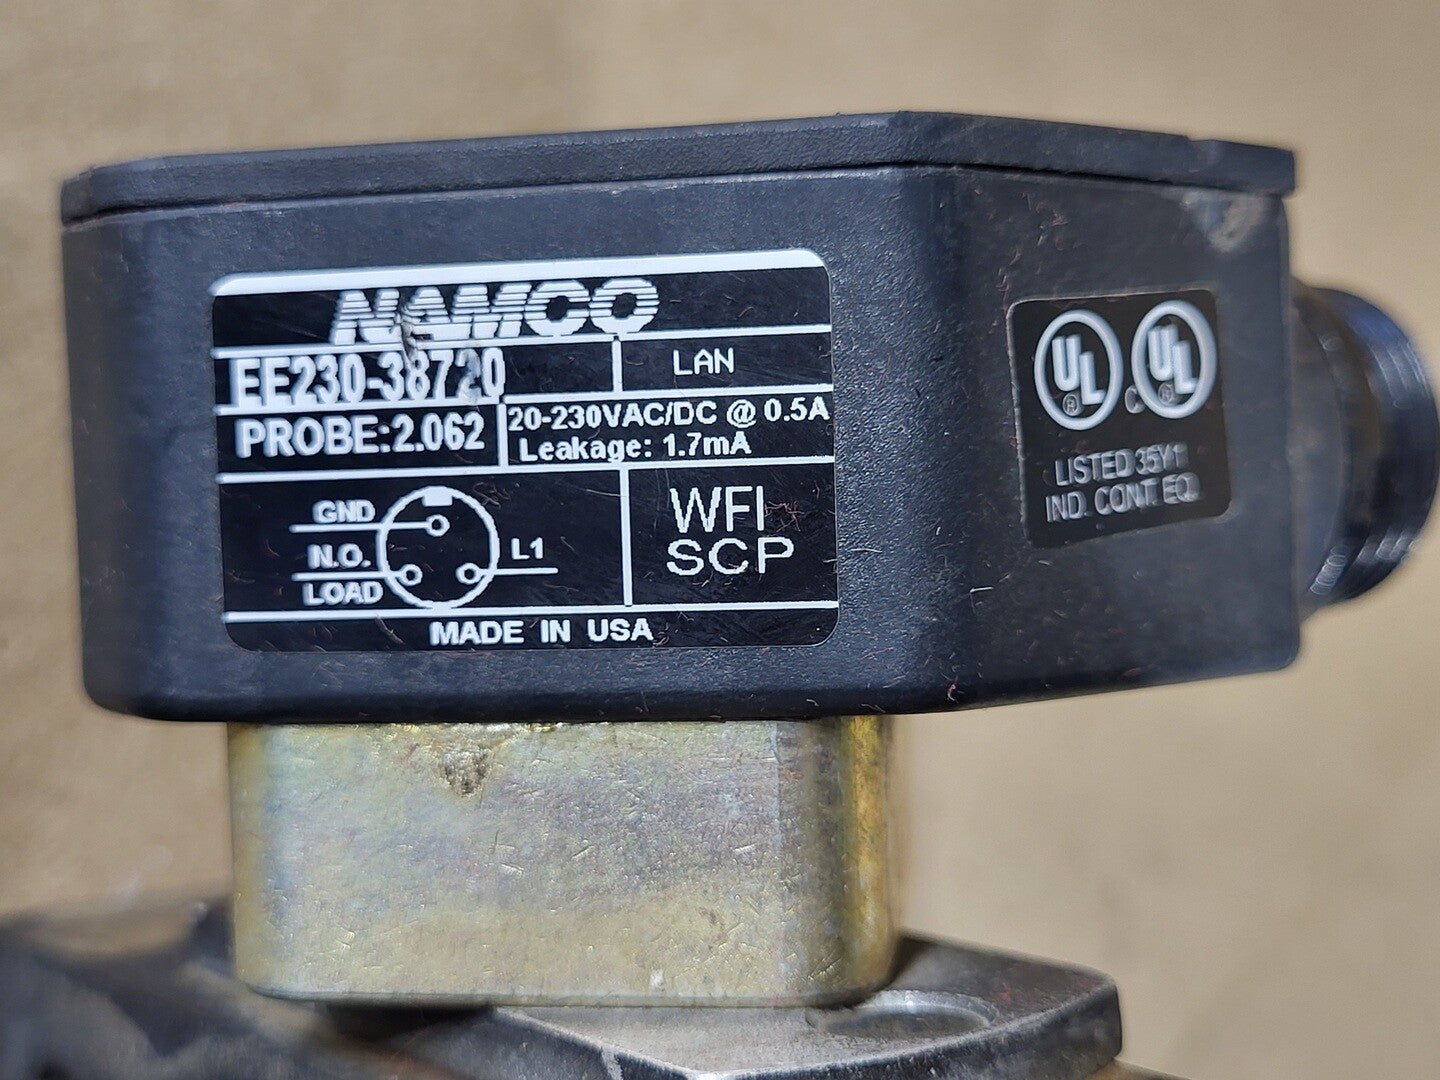 NAMCO
EE230-38720
LAN
PROBE:2.062
20-230VAC/DC @ 0.5A
Leakage: 1.7mA
GND
N.O.
LOAD
L1
WFI
SCP
MADE IN USA
UL
®
C
UL
®
LISTED 35Y1
IND. CONT. EQ.